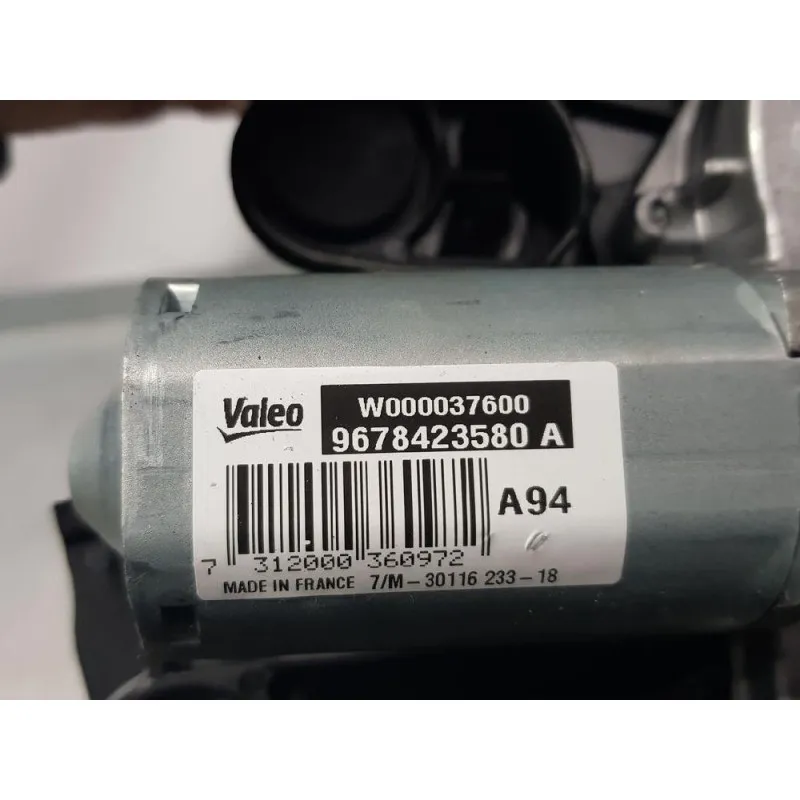 Valeo
W000037600
9678423580 A
A94
7 312000 360972
MADE IN FRANCE 7/M-30116 233-18